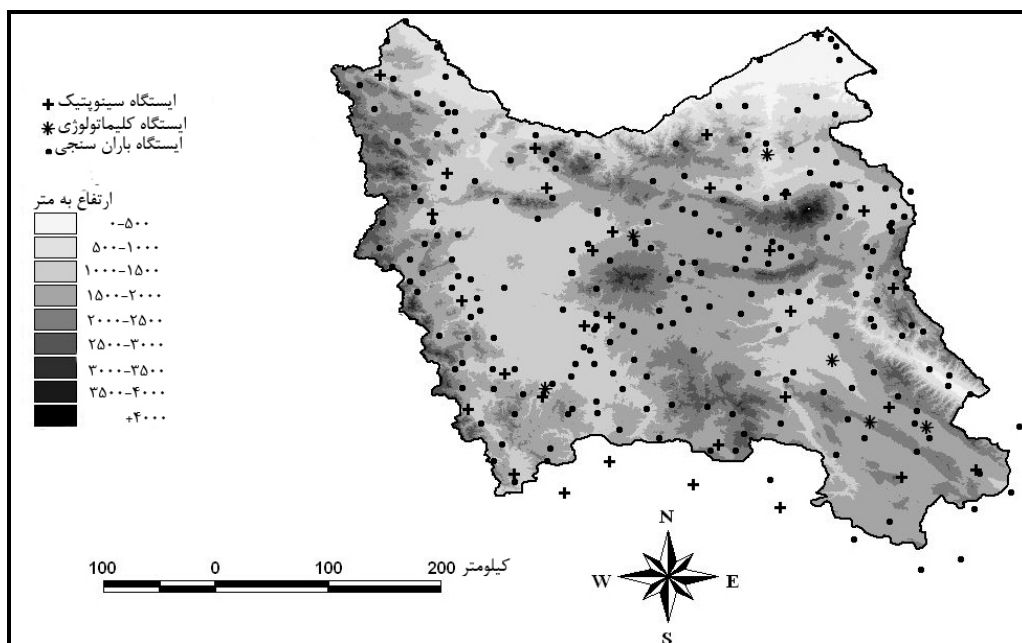 ایستگاه سینوپتیک
ایستگاه کلیماتولوژی
ایستگاه باران سنجی
ارتفاع به متر
۰-۵۰۰
۵۰۰-۱۰۰۰
۱۰۰۰-۱۵۰۰
۱۵۰۰-۲۰۰۰
۲۰۰۰-۲۵۰۰
۲۵۰۰-۳۰۰۰
۳۰۰۰-۳۵۰۰
۳۵۰۰-۴۰۰۰
+۴۰۰۰
100 0 100 200 کیلومتر
N
W E
S